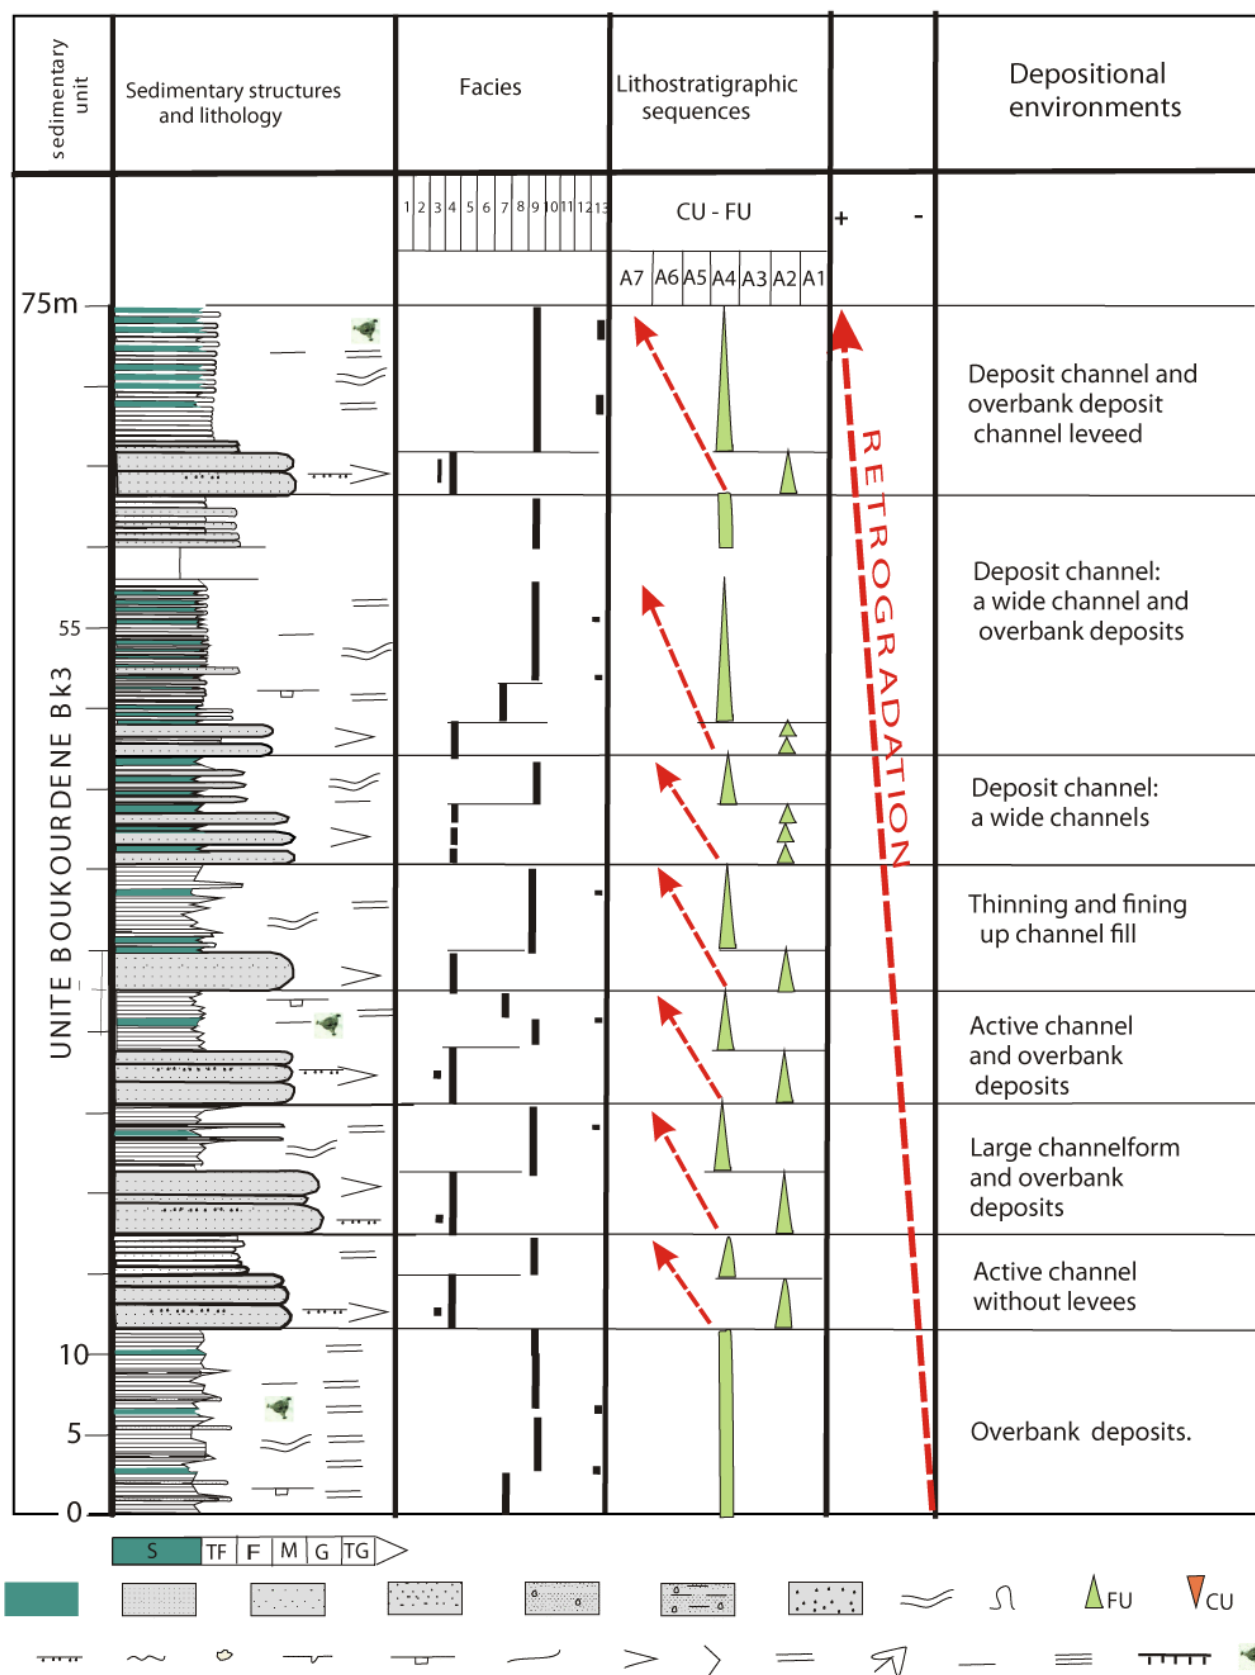 sedimentary
unit
Sedimentary structures
and lithology
Facies
Lithostratigraphic
sequences
Depositional
environments
1 2 3 4 5 6 7 8 9 10 11 12 13
CU - FU
+ -
A7 A6 A5 A4 A3 A2 A1
75m
Deposit channel and
overbank deposit
channel leveed
RETROGRADATION
Deposit channel:
a wide channel and
overbank deposits
55
UNITE BOUKOURDENE Bk3
Deposit channel:
a wide channels
Thinning and fining
up channel fill
Active channel
and overbank
deposits
Large channelform
and overbank
deposits
Active channel
without levees
10
5
Overbank deposits.
0
S TF F M G TG
FU CU